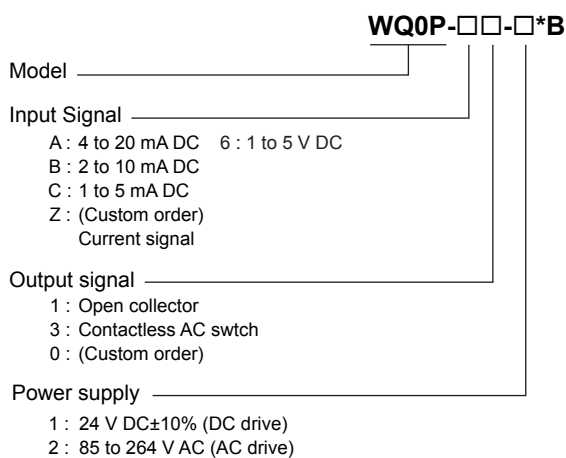 WQ0P-□□-□*B
Model
Input Signal
A : 4 to 20 mA DC 6 : 1 to 5 V DC
B : 2 to 10 mA DC
C : 1 to 5 mA DC
Z : (Custom order)
Current signal
Output signal
1 : Open collector
3 : Contactless AC swtch
0 : (Custom order)
Power supply
1 : 24 V DC±10% (DC drive)
2 : 85 to 264 V AC (AC drive)